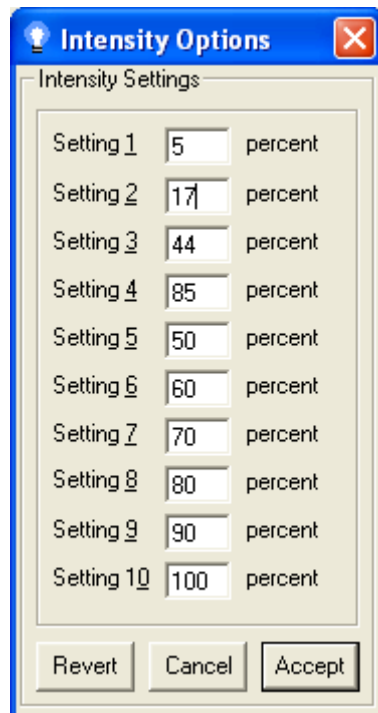 Intensity Options
Intensity Settings
Setting 1 5 percent
Setting 2 17 percent
Setting 3 44 percent
Setting 4 85 percent
Setting 5 50 percent
Setting 6 60 percent
Setting 7 70 percent
Setting 8 80 percent
Setting 9 90 percent
Setting 10 100 percent
Revert Cancel Accept